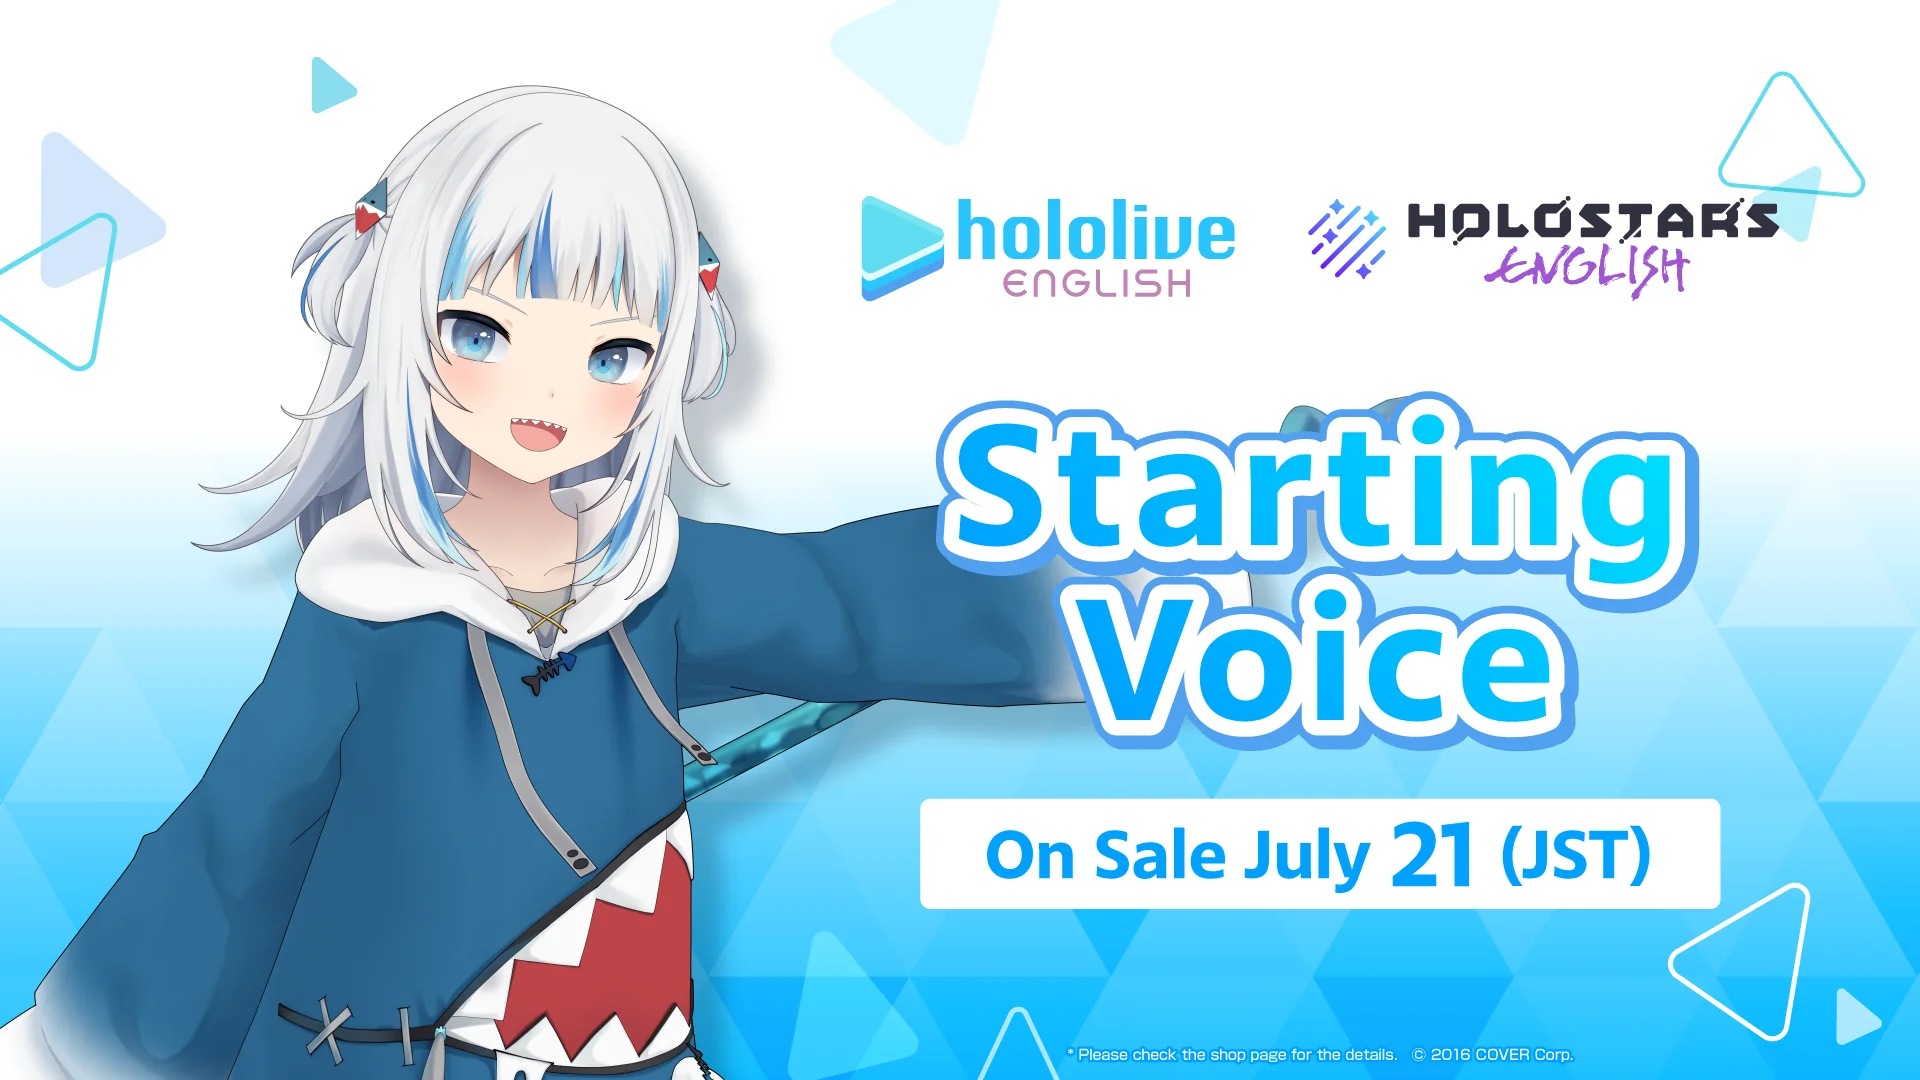 hololive
ENGLISH
HOLOSTARS
ENGLISH
Starting
Voice
On Sale July 21 (JST)
* Please check the shop page for the details. © 2016 COVER Corp.